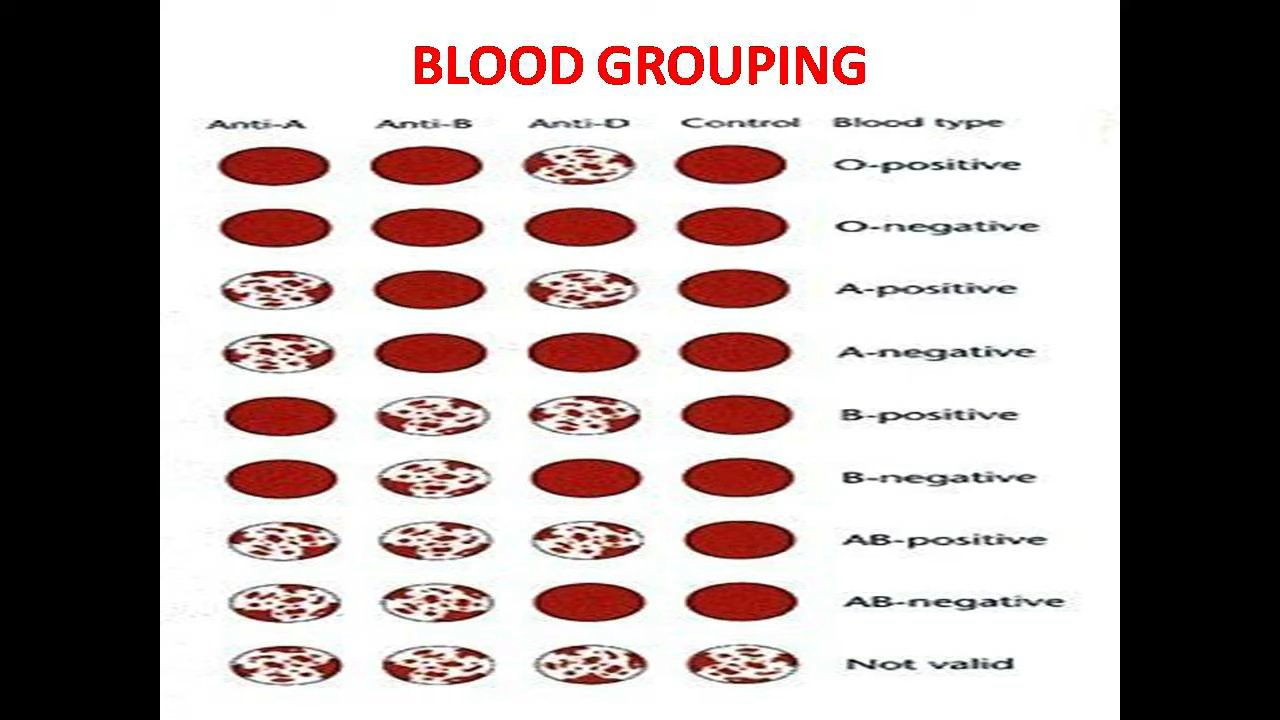 BLOOD GROUPING
Anti-A Anti-B Anti-D Control Blood type
O-positive
O-negative
A-positive
A-negative
B-positive
B-negative
AB-positive
AB-negative
Not valid